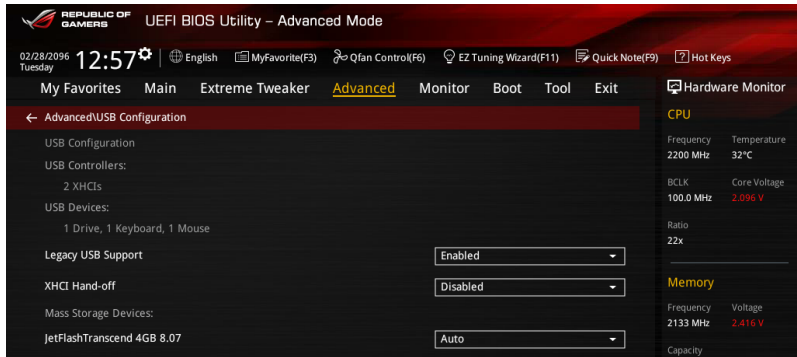 REPUBLIC OF
GAMERS
UEFI BIOS Utility – Advanced Mode
02/28/2096
Tuesday
12:57
English
MyFavorite(F3)
Qfan Control(F6)
EZ Tuning Wizard(F11)
Quick Note(F9)
? Hot Keys
My Favorites Main Extreme Tweaker Advanced Monitor Boot Tool Exit
Hardware Monitor
← Advanced\USB Configuration
USB Configuration
USB Controllers:
2 XHCIs
USB Devices:
1 Drive, 1 Keyboard, 1 Mouse
Legacy USB Support Enabled
XHCI Hand-off Disabled
Mass Storage Devices:
JetFlashTranscend 4GB 8.07 Auto
CPU
Frequency Temperature
2200 MHz 32°C
BCLK Core Voltage
100.0 MHz 2.096 V
Ratio
22x
Memory
Frequency Voltage
2133 MHz 2.416 V
Capacity